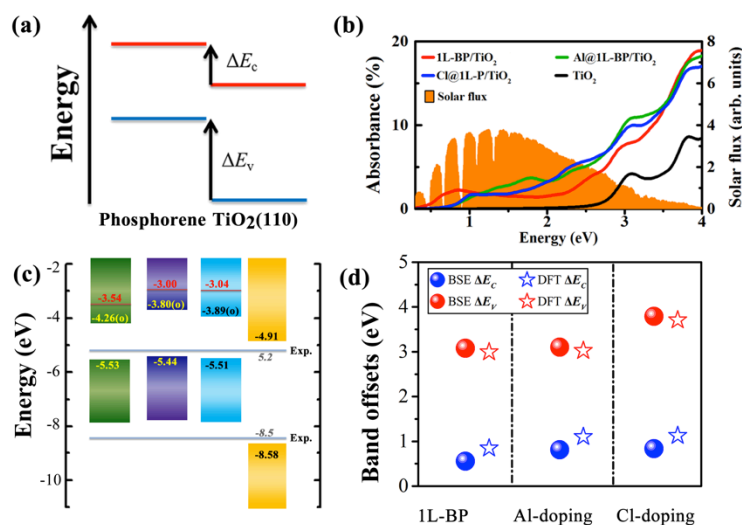 (a)
Energy
ΔEc
ΔEv
Phosphorene TiO2(110)
(b)
Absorbance (%)
20
10
0
1L-BP/TiO2
Al@1L-BP/TiO2
Cl@1L-P/TiO2
TiO2
Solar flux
1
2
3
4
Energy (eV)
8
7
6
5
4
3
2
1
0
Solar flux (arb. units)
(c)
Energy (eV)
-2
-4
-6
-8
-10
-3.54
-4.26(o)
-3.00
-3.80(o)
-3.04
-3.89(o)
-4.91
Exp.
5.2
-5.53
-5.44
-5.51
-8.5
Exp.
-8.58
(d)
Band offsets (eV)
5
4
3
2
1
0
BSE ΔEC
DFT ΔEC
BSE ΔEV
DFT ΔEV
1L-BP
Al-doping
Cl-doping